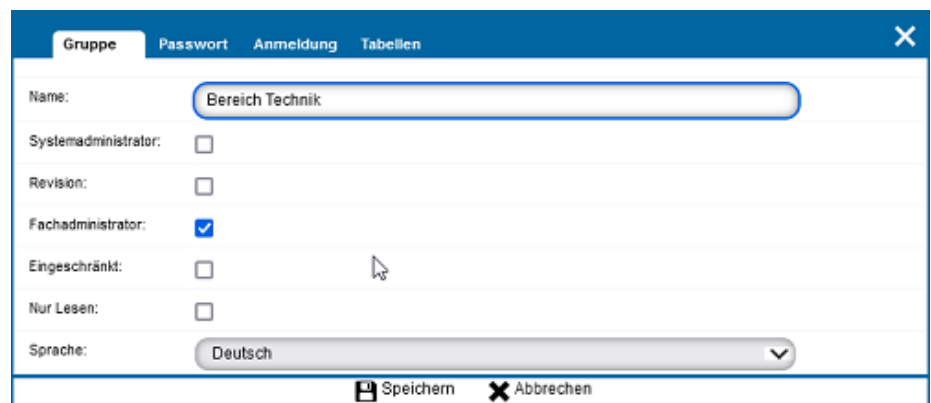 Gruppe Passwort Anmeldung Tabellen
Name: Bereich Technik
Systemadministrator:
Revision:
Fachadministrator:
Eingeschränkt:
Nur Lesen:
Sprache: Deutsch
Speichern Abbrechen